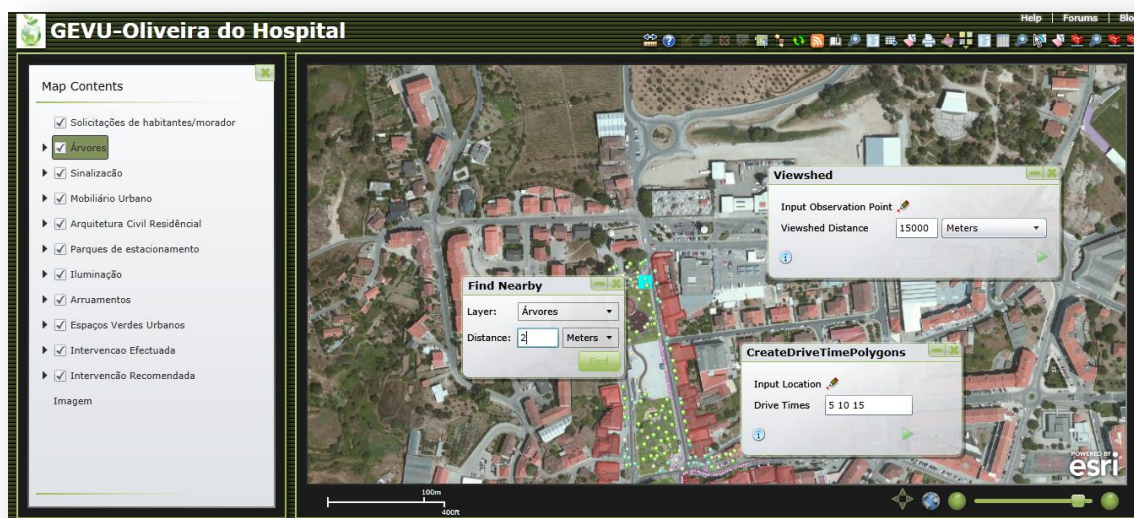 Help | Forums | Blo
GEVU-Oliveira do Hospital
Map Contents
Solicitações de habitantes/morador
Árvores
Sinalizacão
Mobiliário Urbano
Arquitetura Civil Residêncial
Parques de estacionamento
Iluminação
Arruamentos
Espaços Verdes Urbanos
Intervencao Efectuada
Intervencão Recomendada
Imagem
Viewshed
Input Observation Point
Viewshed Distance 15000 Meters
Find Nearby
Layer: Árvores
Distance: 2 Meters
Find
CreateDriveTimePolygons
Input Location
Drive Times 5 10 15
POWERED BY
esri
100m
400ft